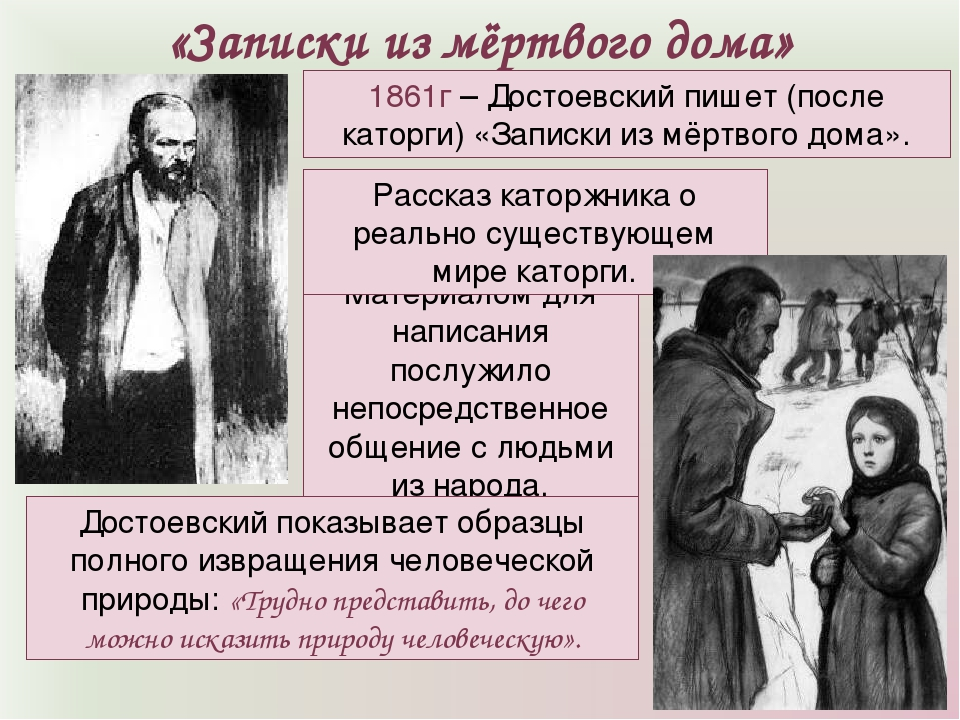 «Записки из мёртвого дома»
1861г – Достоевский пишет (после
каторги) «Записки из мёртвого дома».
Рассказ каторжника о
реально существующем
мире каторги.
Материалом для
написания
послужило
непосредственное
общение с людьми
из народа.
Достоевский показывает образцы
полного извращения человеческой
природы: «Трудно представить, до чего
можно исказить природу человеческую».